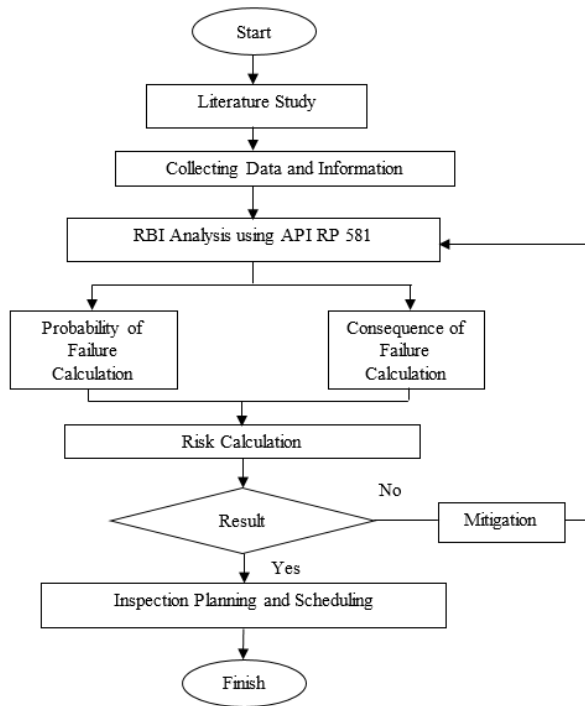 Start
Literature Study
Collecting Data and Information
RBI Analysis using API RP 581
Probability of
Failure
Calculation
Consequence of
Failure
Calculation
Risk Calculation
Result
No
Mitigation
Yes
Inspection Planning and Scheduling
Finish